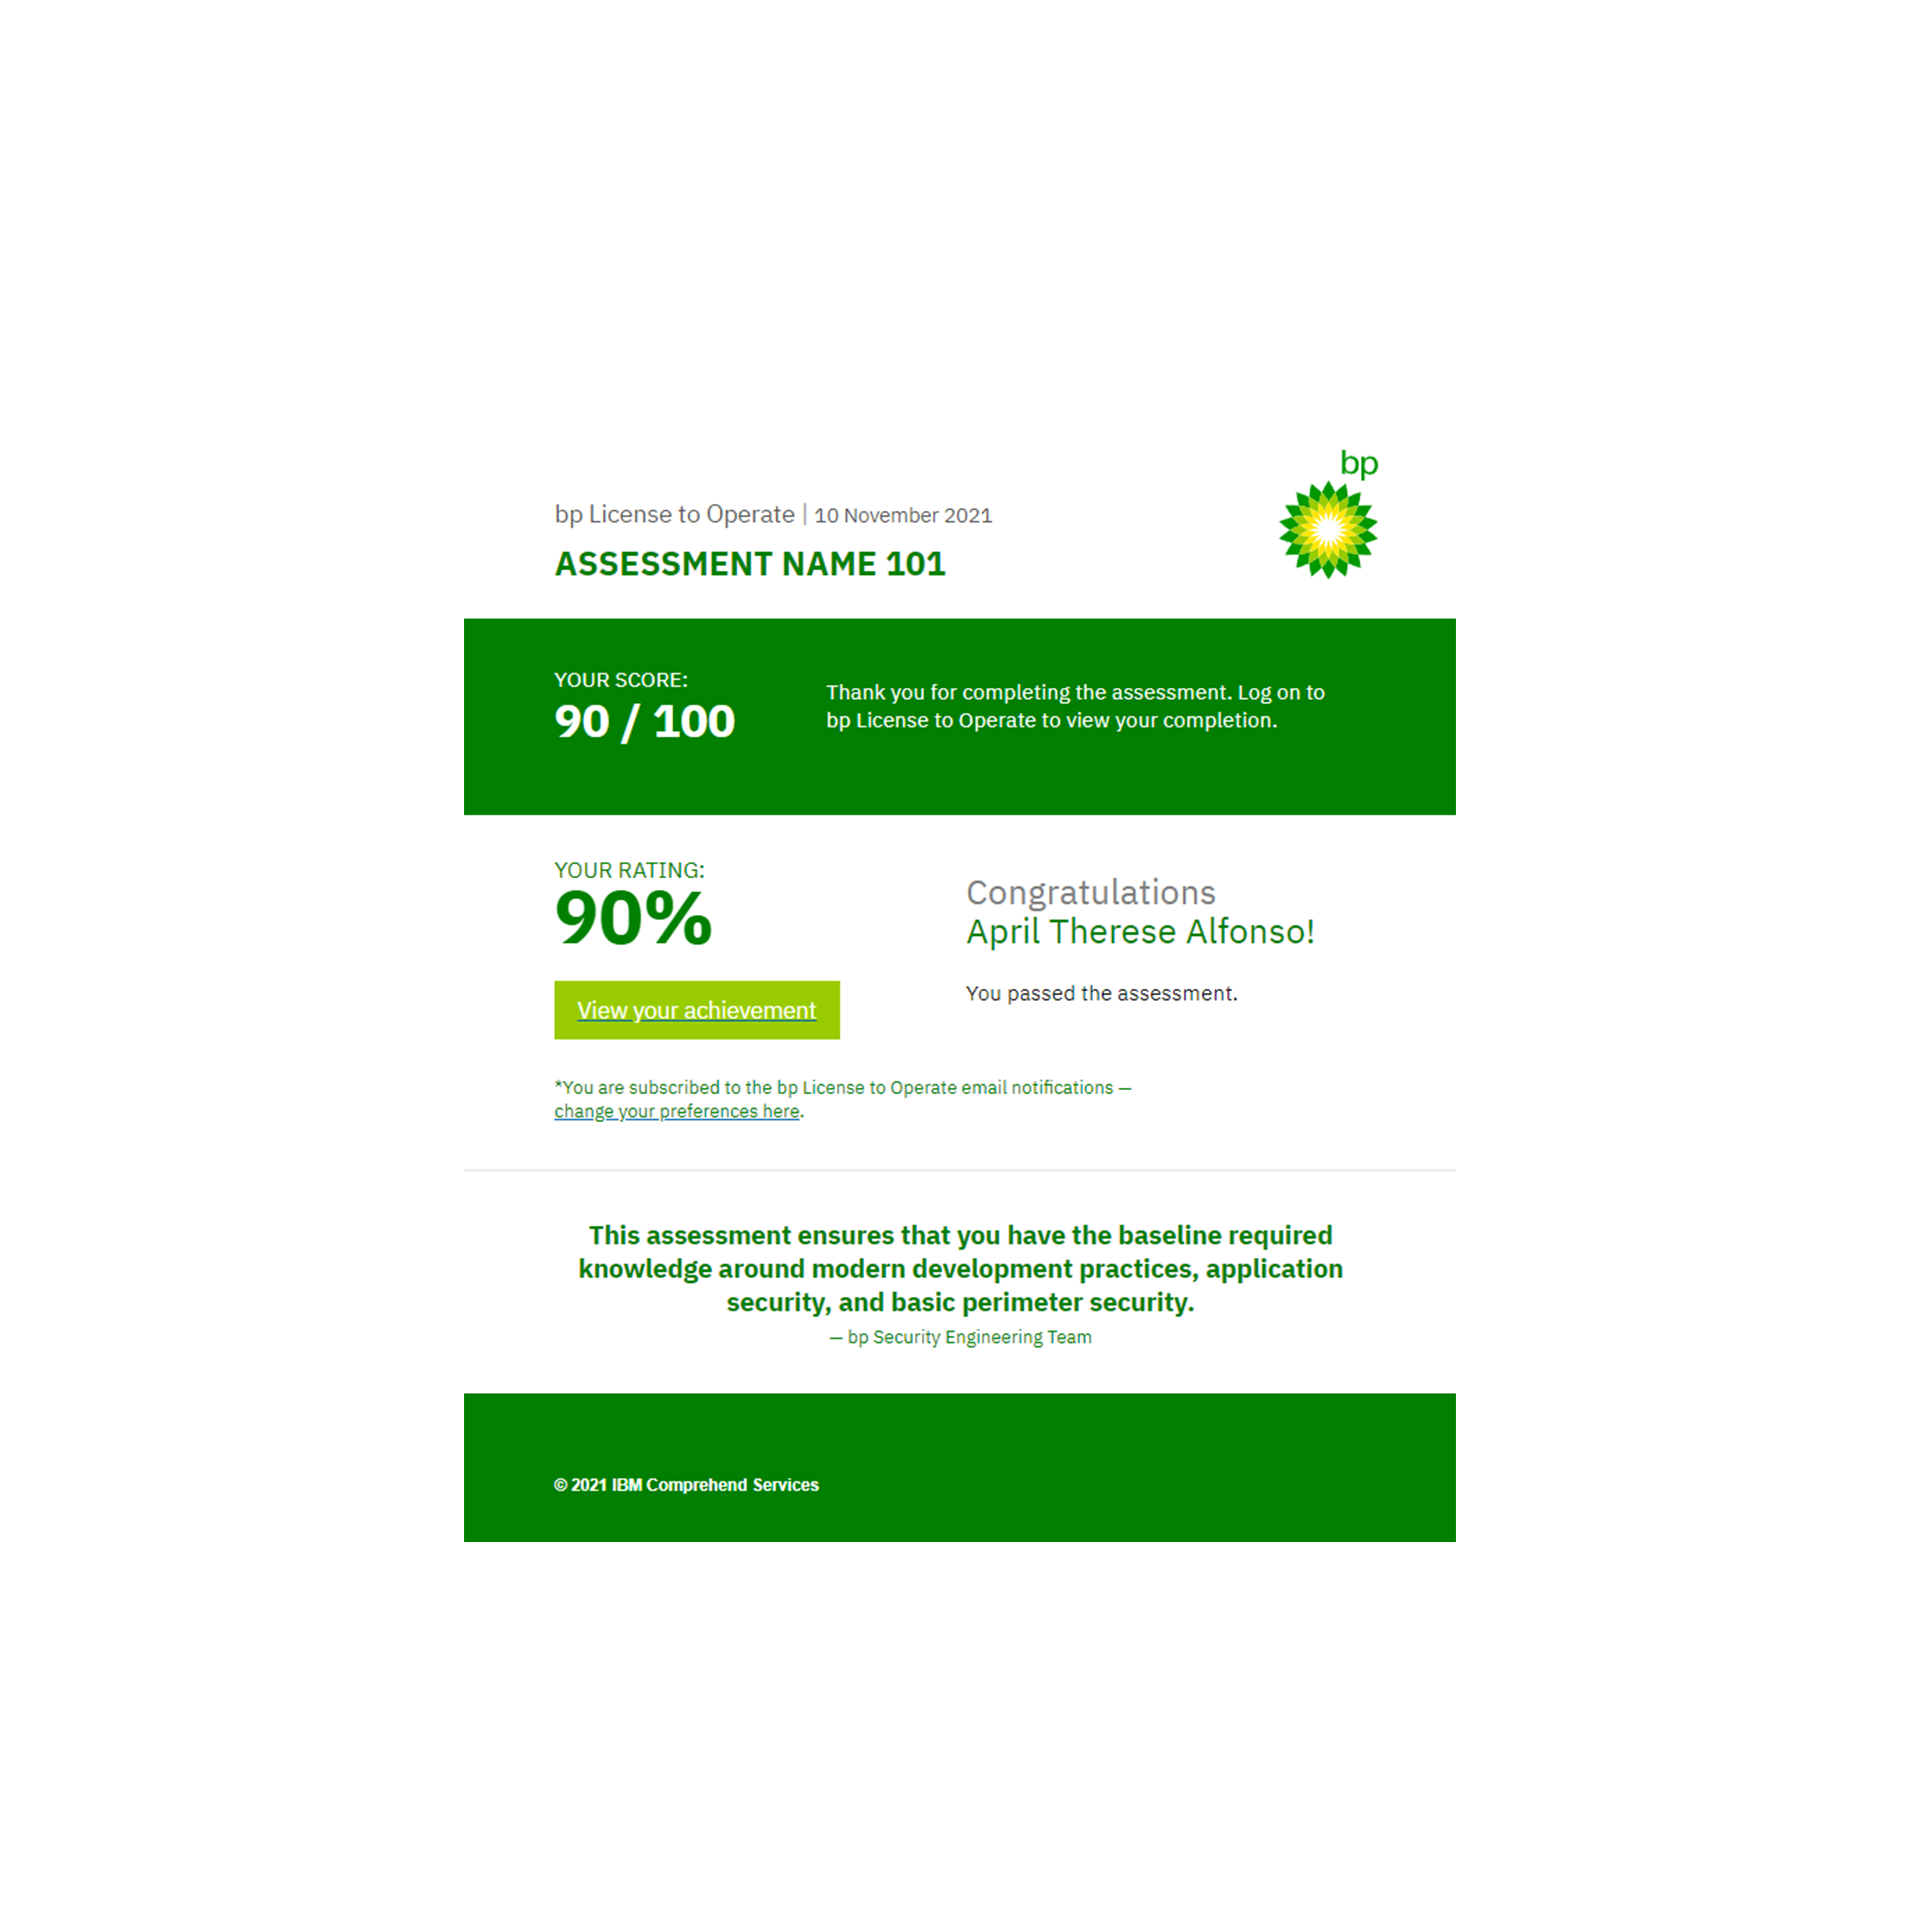 bp
bp License to Operate | 10 November 2021
ASSESSMENT NAME 101
YOUR SCORE:
90 / 100
Thank you for completing the assessment. Log on to
bp License to Operate to view your completion.
YOUR RATING:
90%
View your achievement
Congratulations
April Therese Alfonso!
You passed the assessment.
*You are subscribed to the bp License to Operate email notifications —
change your preferences here.
This assessment ensures that you have the baseline required
knowledge around modern development practices, application
security, and basic perimeter security.
— bp Security Engineering Team
© 2021 IBM Comprehend Services